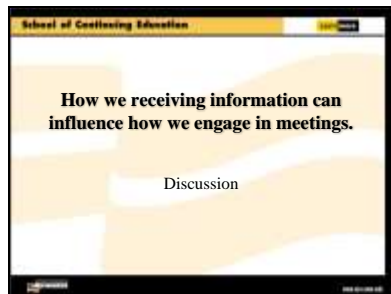 School of Continuing Education
How we receiving information can
influence how we engage in meetings.
Discussion